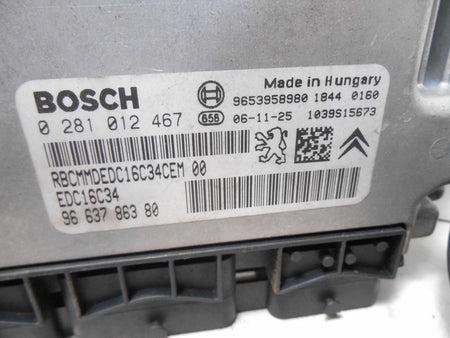 Made in Hungary
BOSCH
9653958980 1844 0160
0 281 012 467
658 06-11-25 1039S15673
RBCMMDEDC16C34CEM 00
EDC16C34
96 637 863 80